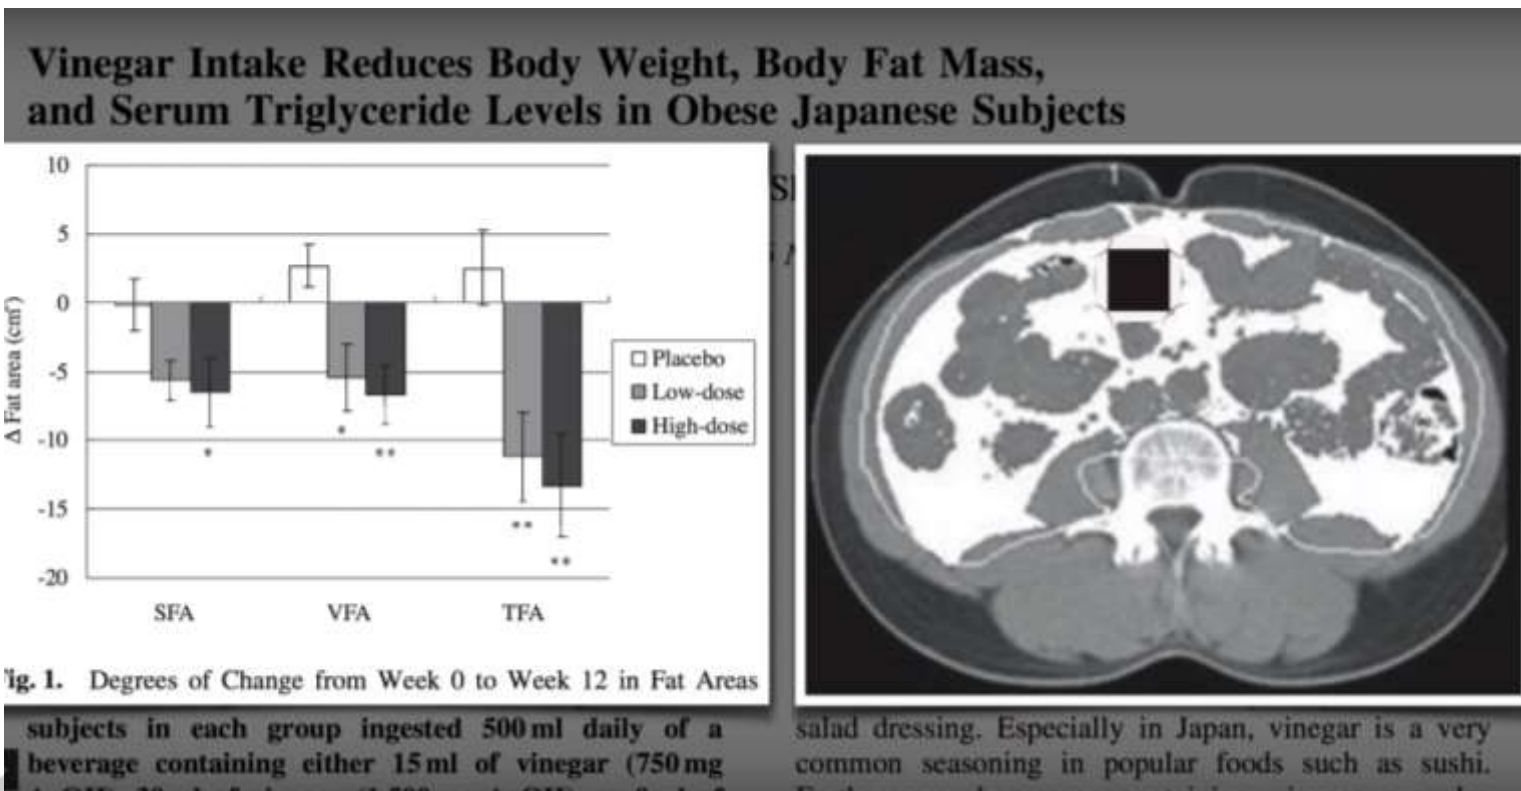 Vinegar Intake Reduces Body Weight, Body Fat Mass,
and Serum Triglyceride Levels in Obese Japanese Subjects
10
5
0
-5
-10
-15
-20
Δ Fat area (cm²)
*
*
**
**
**
Placebo
Low-dose
High-dose
SFA VFA TFA
ig. 1. Degrees of Change from Week 0 to Week 12 in Fat Areas
subjects in each group ingested 500 ml daily of a
beverage containing either 15 ml of vinegar (750 mg
salad dressing. Especially in Japan, vinegar is a very
common seasoning in popular foods such as sushi.